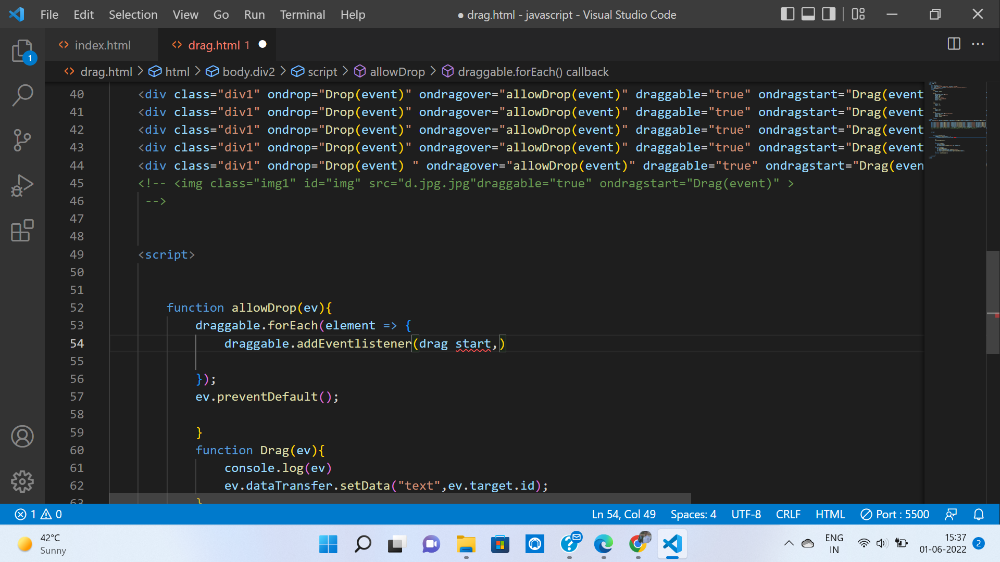 File Edit Selection View Go Run Terminal Help ● drag.html - javascript - Visual Studio Code
index.html drag.html 1
1
drag.html > html > body.div2 > script > allowDrop > draggable.forEach() callback
40 <div class="div1" ondrop="Drop(event)" ondragover="allowDrop(event)" draggable="true" ondragstart="Drag(event
41 <div class="div1" ondrop="Drop(event)" ondragover="allowDrop(event)" draggable="true" ondragstart="Drag(event
42 <div class="div1" ondrop="Drop(event)" ondragover="allowDrop(event)" draggable="true" ondragstart="Drag(event
43 <div class="div1" ondrop="Drop(event)" ondragover="allowDrop(event)" draggable="true" ondragstart="Drag(event
44 <div class="div1" ondrop="Drop(event) " ondragover="allowDrop(event)" draggable="true" ondragstart="Drag(even
45 <!-- <img class="img1" id="img" src="d.jpg.jpg"draggable="true" ondragstart="Drag(event)" >
46 -->
47
48
49 <script>
50
51
52 function allowDrop(ev){
53 draggable.forEach(element => {
54 draggable.addEventlistener(drag start,)
55
56 });
57 ev.preventDefault();
58
59 }
60 function Drag(ev){
61 console.log(ev)
62 ev.dataTransfer.setData("text",ev.target.id);
63 }
1 0 Ln 54, Col 49 Spaces: 4 UTF-8 CRLF HTML Port : 5500
42°C
Sunny
ENG
IN
15:37
01-06-2022
2